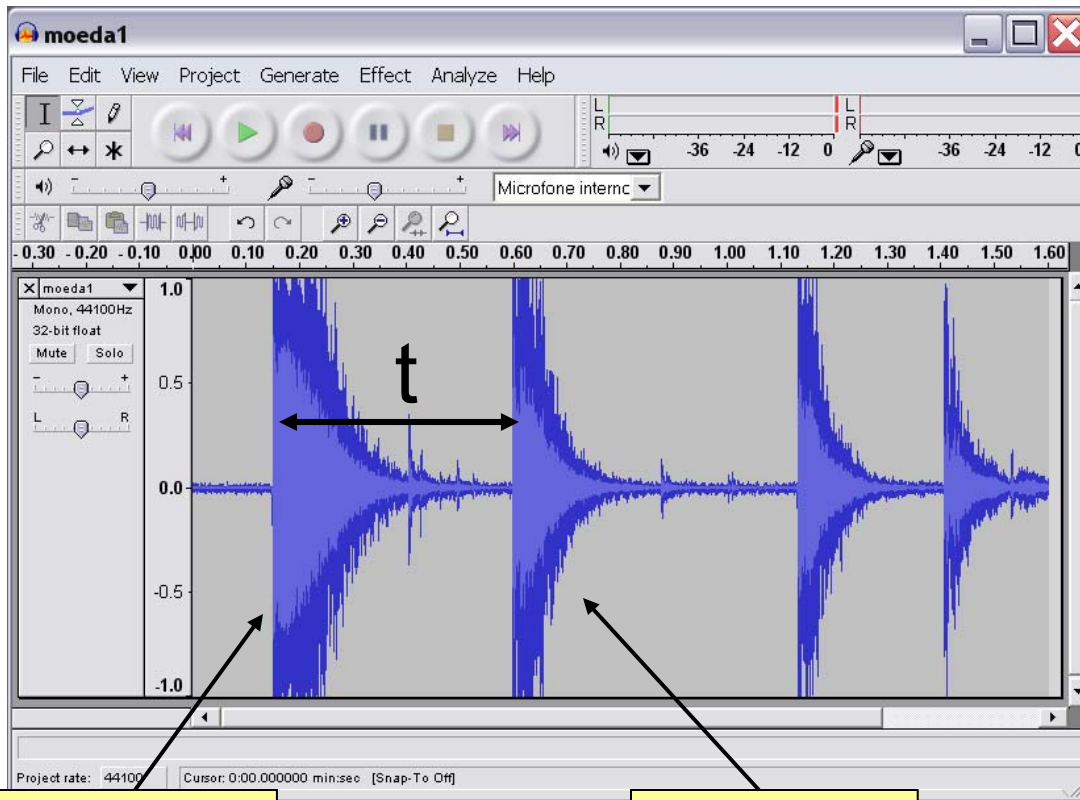 moeda1
File Edit View Project Generate Effect Analyze Help
L
R
-36 -24 -12 0
L
R
-36 -24 -12 0
- +
- +
Microfone internc
- 0.30 - 0.20 - 0.10 0.00 0.10 0.20 0.30 0.40 0.50 0.60 0.70 0.80 0.90 1.00 1.10 1.20 1.30 1.40 1.50 1.60
X moeda1
Mono, 44100Hz
32-bit float
Mute Solo
- +
L R
1.0
0.5
0.0
-0.5
-1.0
t
Project rate: 44100 Cursor: 0:00.000000 min:sec [Snap-To Off]